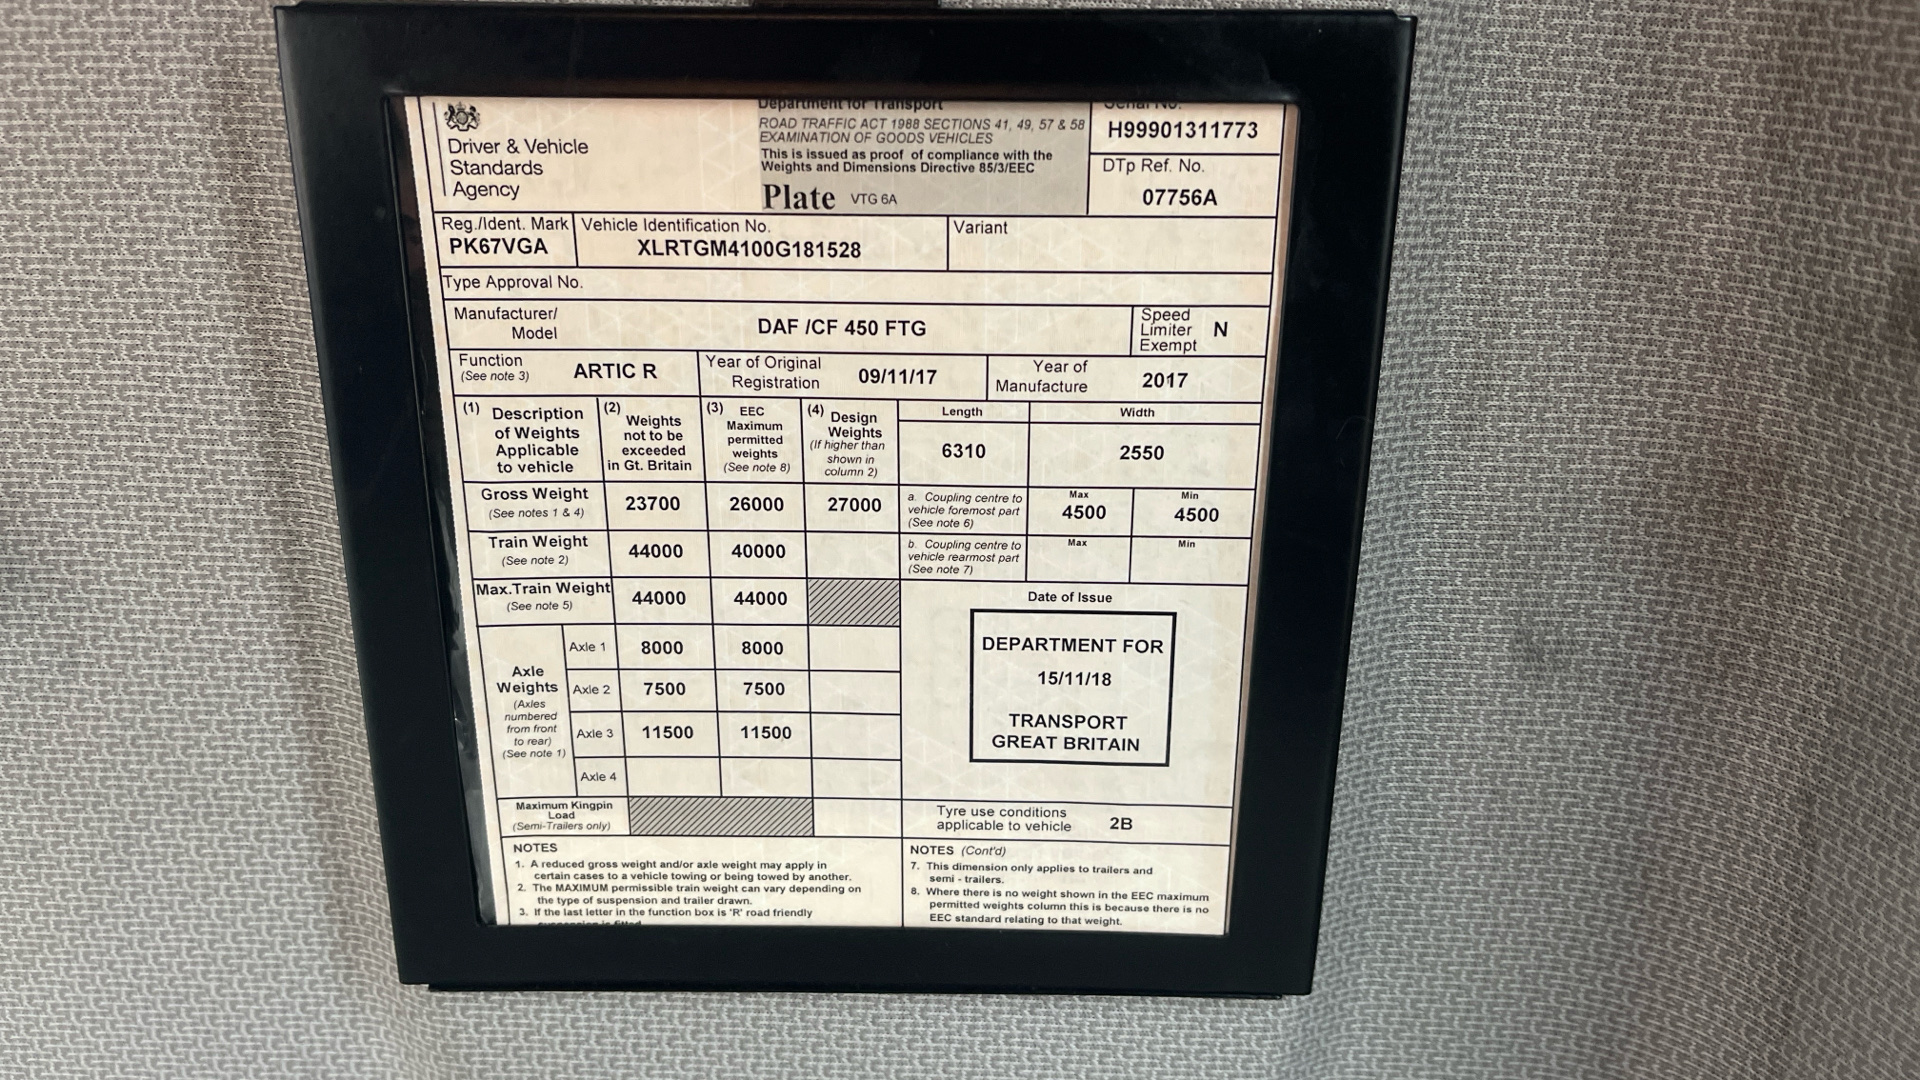 Department for Transport
ROAD TRAFFIC ACT 1988 SECTIONS 41, 49, 57 & 58
EXAMINATION OF GOODS VEHICLES
This is issued as proof of compliance with the
Weights and Dimensions Directive 85/3/EEC
Plate VTG 6A
Driver & Vehicle
Standards
Agency
Serial No.
H99901311773
DTp Ref. No.
07756A
Reg./Ident. Mark
PK67VGA
Vehicle Identification No.
XLRTGM4100G181528
Variant
Type Approval No.
Manufacturer/
Model
DAF /CF 450 FTG
Speed
Limiter
Exempt
N
Function
(See note 3)
ARTIC R
Year of Original
Registration
09/11/17
Year of
Manufacture
2017
(1) Description
of Weights
Applicable
to vehicle
(2) Weights
not to be
exceeded
in Gt. Britain
(3) EEC
Maximum
permitted
weights
(See note 8)
(4) Design
Weights
(If higher than
shown in
column 2)
Length
6310
Width
2550
Gross Weight
(See notes 1 & 4)
23700
26000
27000
a. Coupling centre to
vehicle foremost part
(See note 6)
Max
4500
Min
4500
Train Weight
(See note 2)
44000
40000
b. Coupling centre to
vehicle rearmost part
(See note 7)
Max
Min
Max.Train Weight
(See note 5)
44000
44000
Axle
Weights
(Axles
numbered
from front
to rear)
(See note 1)
Axle 1
8000
8000
Axle 2
7500
7500
Axle 3
11500
11500
Axle 4
Date of Issue
DEPARTMENT FOR
15/11/18
TRANSPORT
GREAT BRITAIN
Maximum Kingpin
Load
(Semi-Trailers only)
Tyre use conditions
applicable to vehicle
2B
NOTES
1. A reduced gross weight and/or axle weight may apply in
certain cases to a vehicle towing or being towed by another.
2. The MAXIMUM permissible train weight can vary depending on
the type of suspension and trailer drawn.
3. If the last letter in the function box is 'R' road friendly
suspension is fitted
NOTES (Cont'd)
7. This dimension only applies to trailers and
semi - trailers.
8. Where there is no weight shown in the EEC maximum
permitted weights column this is because there is no
EEC standard relating to that weight.